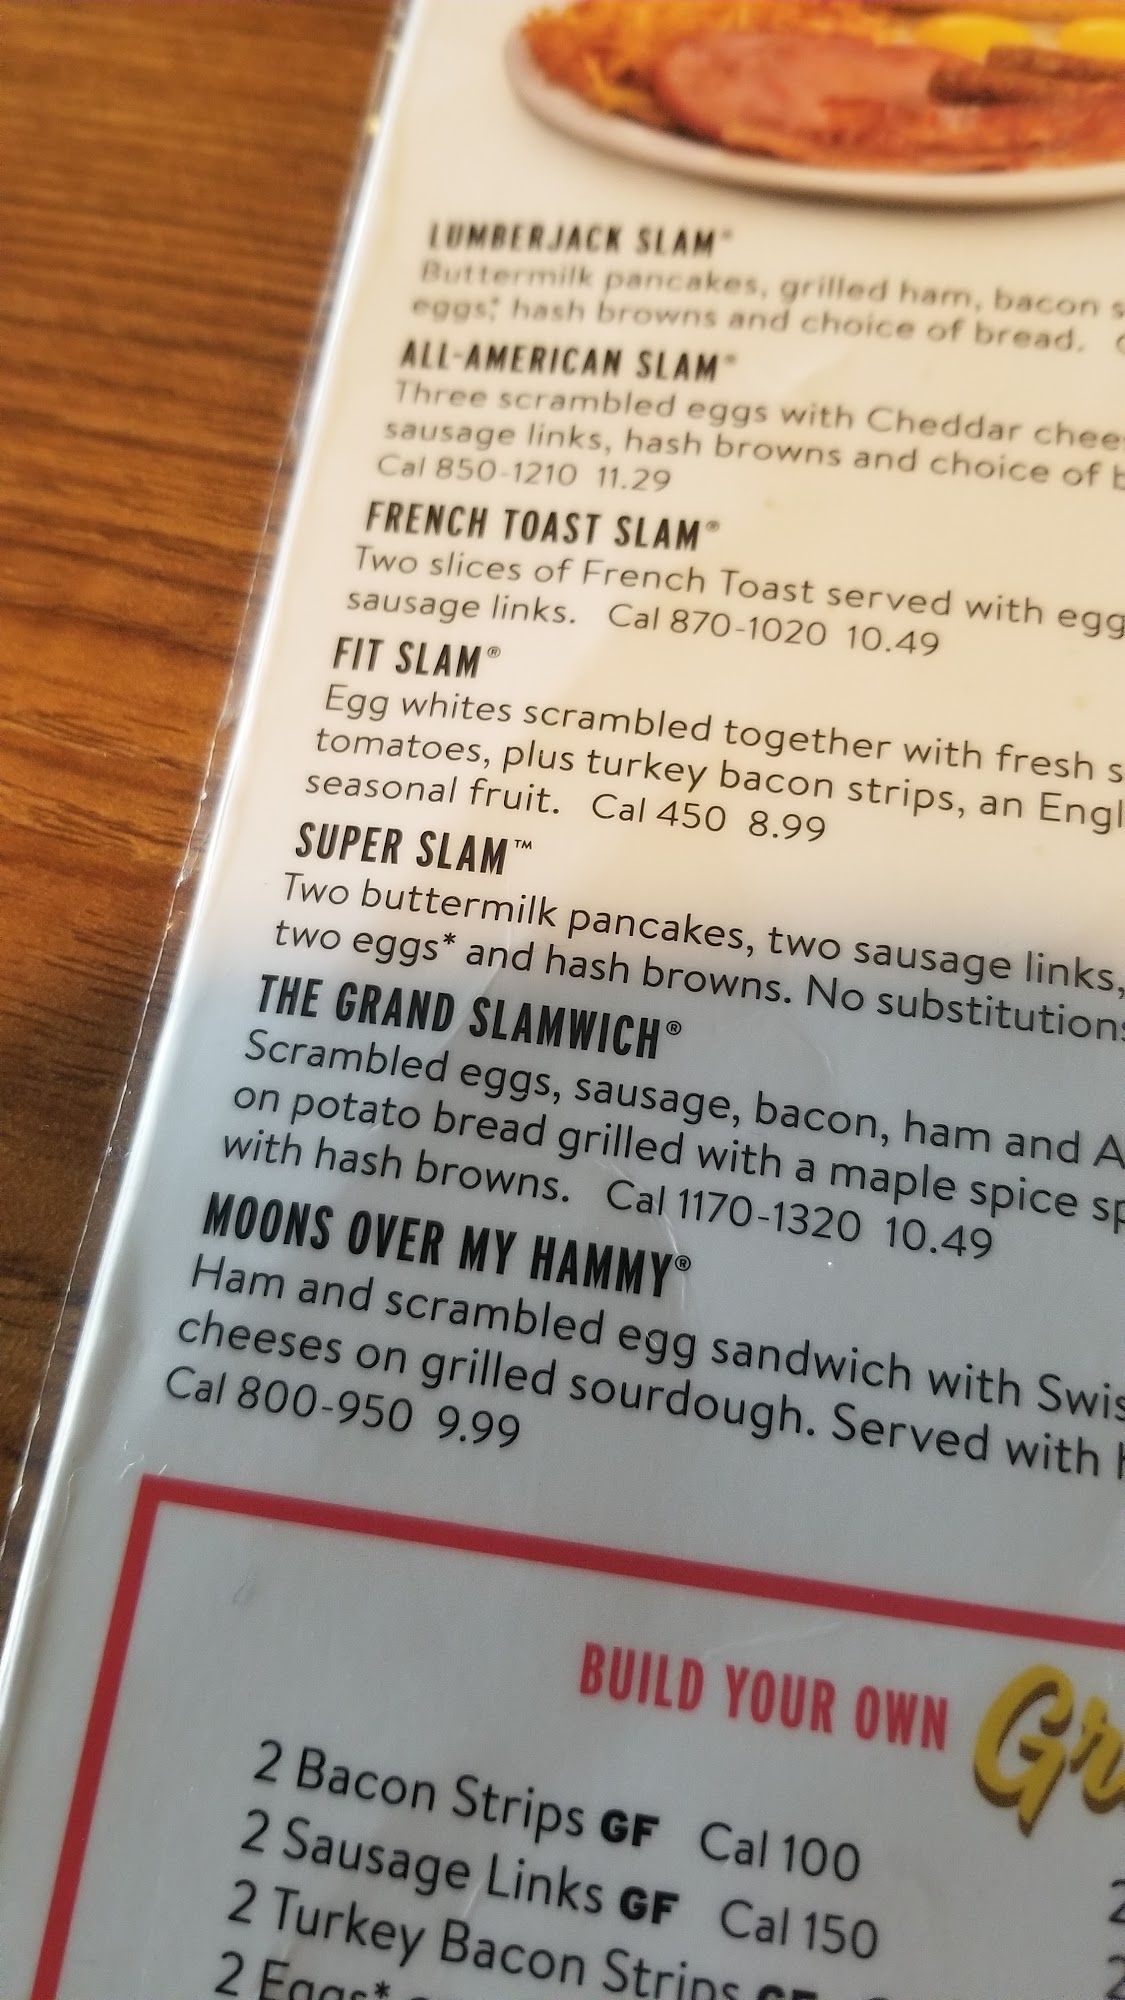 LUMBERJACK SLAM®
Buttermilk pancakes, grilled ham, bacon
eggs,* hash browns and choice of bread.
ALL-AMERICAN SLAM®
Three scrambled eggs with Cheddar
sausage links, hash browns and choice of
Cal 850-1210 11.29
FRENCH TOAST SLAM®
Two slices of French Toast served with
sausage links. Cal 870-1020 10.49
FIT SLAM®
Egg whites scrambled together with fresh
tomatoes, plus turkey bacon strips, an
seasonal fruit. Cal 450 8.99
SUPER SLAM™
Two buttermilk pancakes, two sausage links,
two eggs* and hash browns. No substitutions
THE GRAND SLAMWICH®
Scrambled eggs, sausage, bacon, ham and
on potato bread grilled with a maple spice
with hash browns. Cal 1170-1320 10.49
MOONS OVER MY HAMMY®
Ham and scrambled egg sandwich with
cheeses on grilled sourdough. Served with
Cal 800-950 9.99
BUILD YOUR OWN Gr
2 Bacon Strips GF Cal 100
2 Sausage Links GF Cal 150
2 Turkey Bacon Strips GF
2 Eggs*